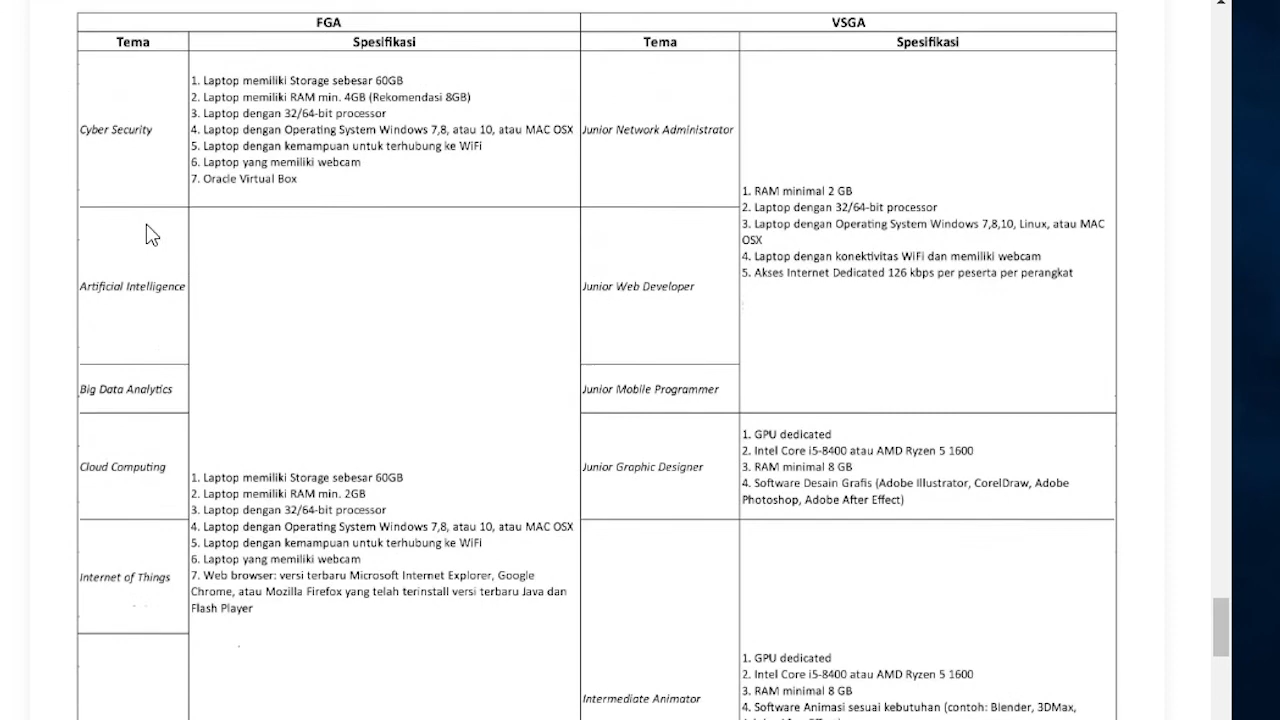 FGA
VSGA
Tema
Spesifikasi
Tema
Spesifikasi
Cyber Security
1. Laptop memiliki Storage sebesar 60GB
2. Laptop memiliki RAM min. 4GB (Rekomendasi 8GB)
3. Laptop dengan 32/64-bit processor
4. Laptop dengan Operating System Windows 7,8, atau 10, atau MAC OSX
5. Laptop dengan kemampuan untuk terhubung ke WiFi
6. Laptop yang memiliki webcam
7. Oracle Virtual Box
Junior Network Administrator
1. RAM minimal 2 GB
2. Laptop dengan 32/64-bit processor
3. Laptop dengan Operating System Windows 7,8,10, Linux, atau MAC
OSX
4. Laptop dengan konektivitas WiFi dan memiliki webcam
5. Akses Internet Dedicated 126 kbps per peserta per perangkat
Artificial Intelligence
Junior Web Developer
Big Data Analytics
Junior Mobile Programmer
Cloud Computing
1. Laptop memiliki Storage sebesar 60GB
2. Laptop memiliki RAM min. 2GB
3. Laptop dengan 32/64-bit processor
4. Laptop dengan Operating System Windows 7,8, atau 10, atau MAC OSX
5. Laptop dengan kemampuan untuk terhubung ke WiFi
6. Laptop yang memiliki webcam
7. Web browser: versi terbaru Microsoft Internet Explorer, Google
Chrome, atau Mozilla Firefox yang telah terinstall versi terbaru Java dan
Flash Player
Junior Graphic Designer
1. GPU dedicated
2. Intel Core i5-8400 atau AMD Ryzen 5 1600
3. RAM minimal 8 GB
4. Software Desain Grafis (Adobe Illustrator, CorelDraw, Adobe
Photoshop, Adobe After Effect)
Internet of Things
Intermediate Animator
1. GPU dedicated
2. Intel Core i5-8400 atau AMD Ryzen 5 1600
3. RAM minimal 8 GB
4. Software Animasi sesuai kebutuhan (contoh: Blender, 3DMax,